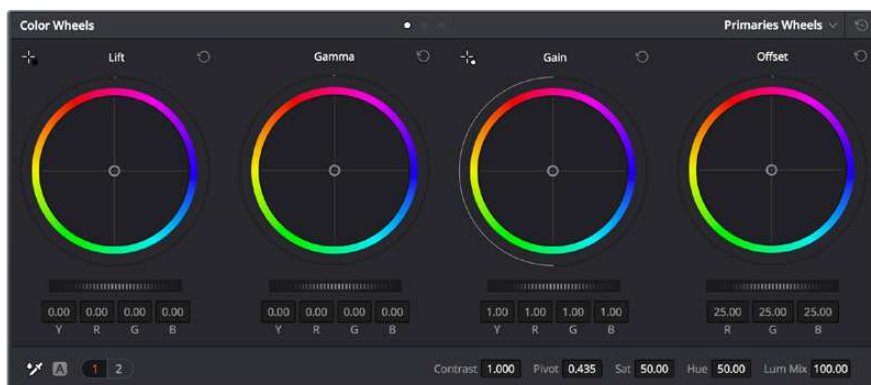 Color Wheels Primaries Wheels
Lift Gamma Gain Offset
0.00 0.00 0.00 0.00 0.00 0.00 0.00 0.00 1.00 1.00 1.00 1.00 25.00 25.00 25.00
Y R G B Y R G B Y R G B R G B
A 1 2 Contrast 1.000 Pivot 0.435 Sat 50.00 Hue 50.00 Lum Mix 100.00